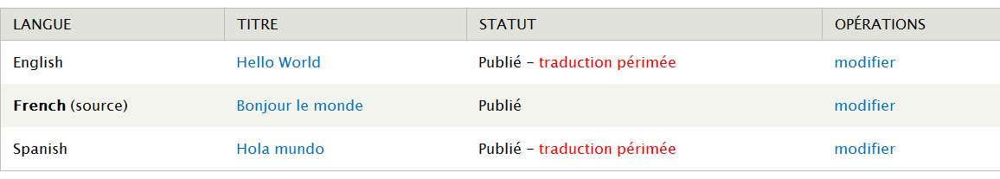 LANGUE TITRE STATUT OPÉRATIONS
English Hello World Publié - traduction périmée modifier
French (source) Bonjour le monde Publié modifier
Spanish Hola mundo Publié - traduction périmée modifier